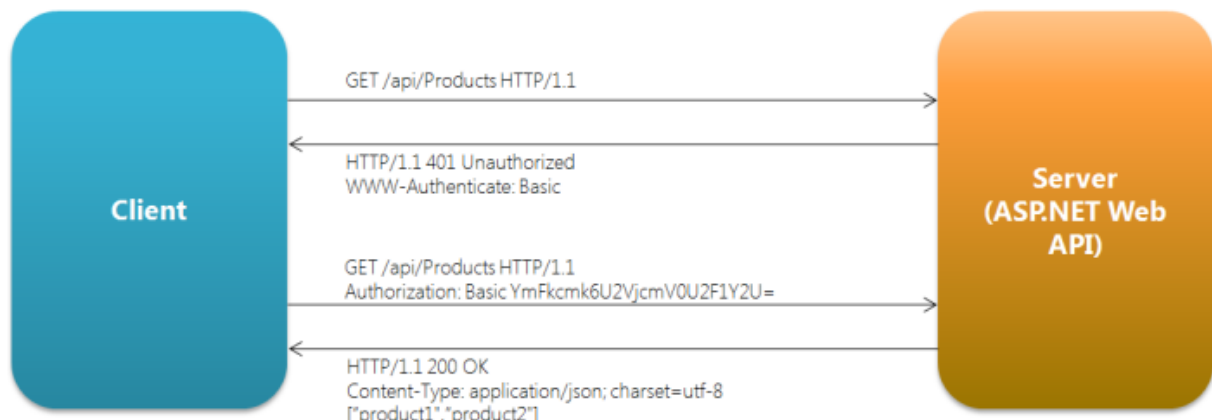 GET /api/Products HTTP/1.1
HTTP/1.1 401 Unauthorized
WWW-Authenticate: Basic
Client
Server
(ASP.NET Web
API)
GET /api/Products HTTP/1.1
Authorization: Basic YmFkcmk6U2VjcmV0U2F1Y2U=
HTTP/1.1 200 OK
Content-Type: application/json; charset=utf-8
["product1","product2"]